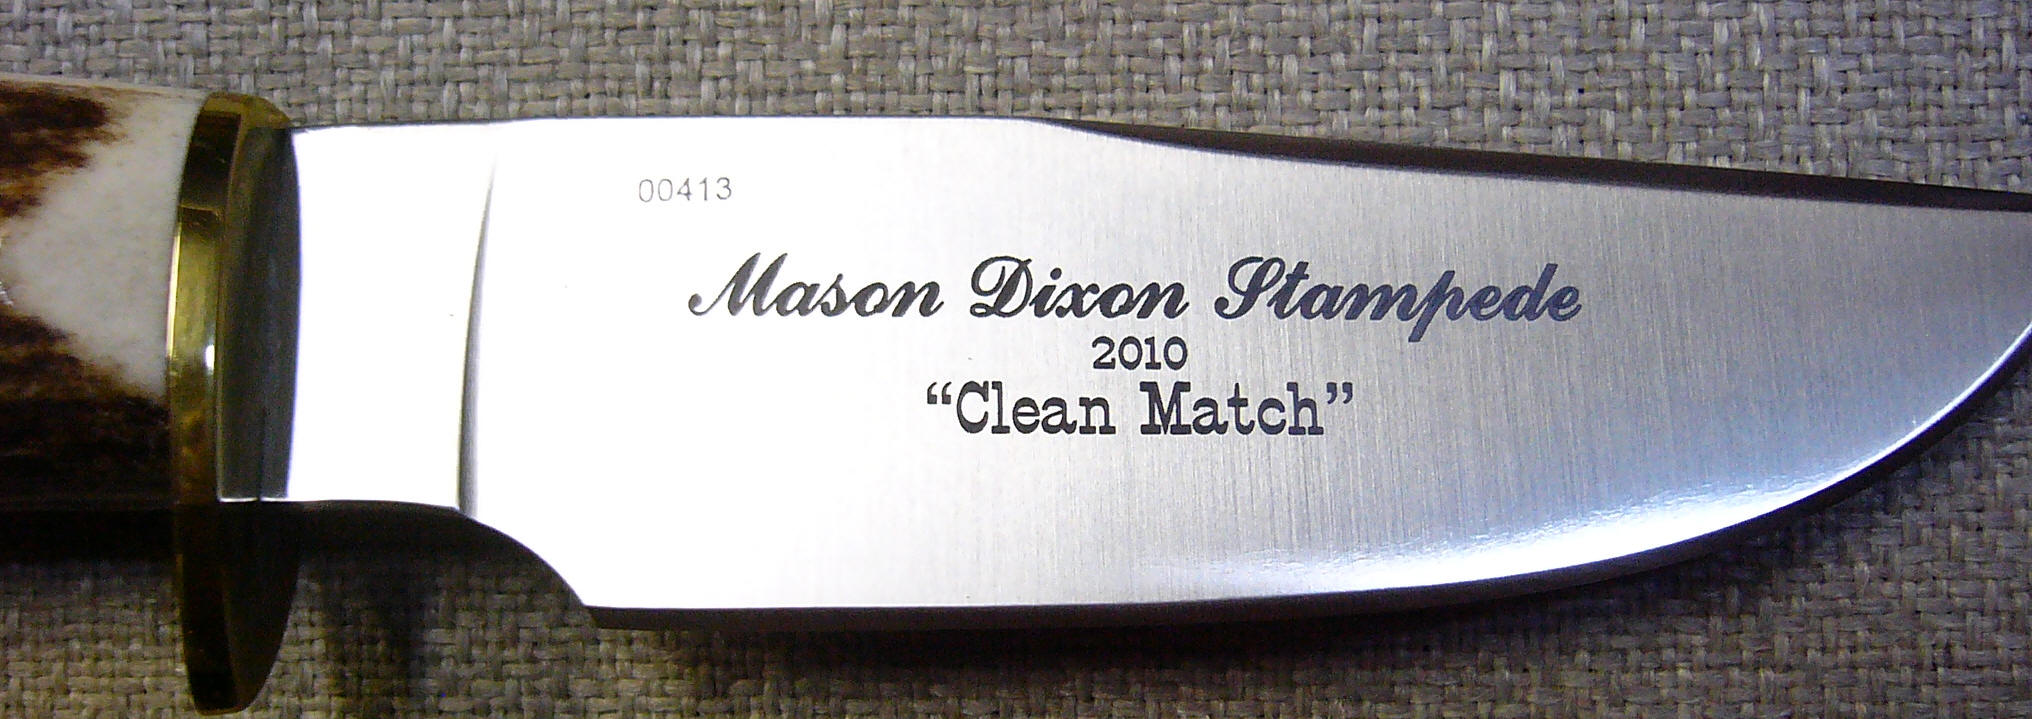 00413
Mason Dixon Stampede
2010
“Clean Match”